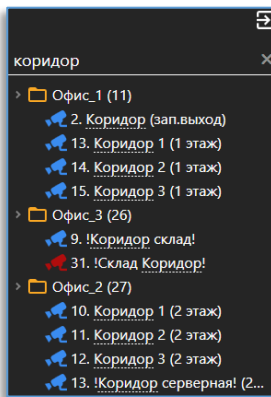 коридор
Офис_1 (11)
2. Коридор (зап.выход)
13. Коридор 1 (1 этаж)
14. Коридор 2 (1 этаж)
15. Коридор 3 (1 этаж)
Офис_3 (26)
9. !Коридор склад!
31. !Склад Коридор!
Офис_2 (27)
10. Коридор 1 (2 этаж)
11. Коридор 2 (2 этаж)
12. Коридор 3 (2 этаж)
13. !Коридор серверная! (2...